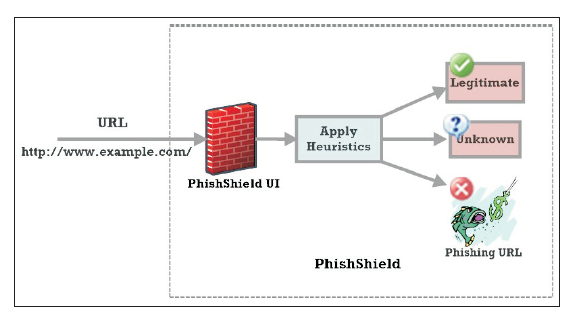 URL
http://www.example.com/
PhishShield UI
Apply
Heuristics
Legitimate
Unknown
Phishing URL
PhishShield